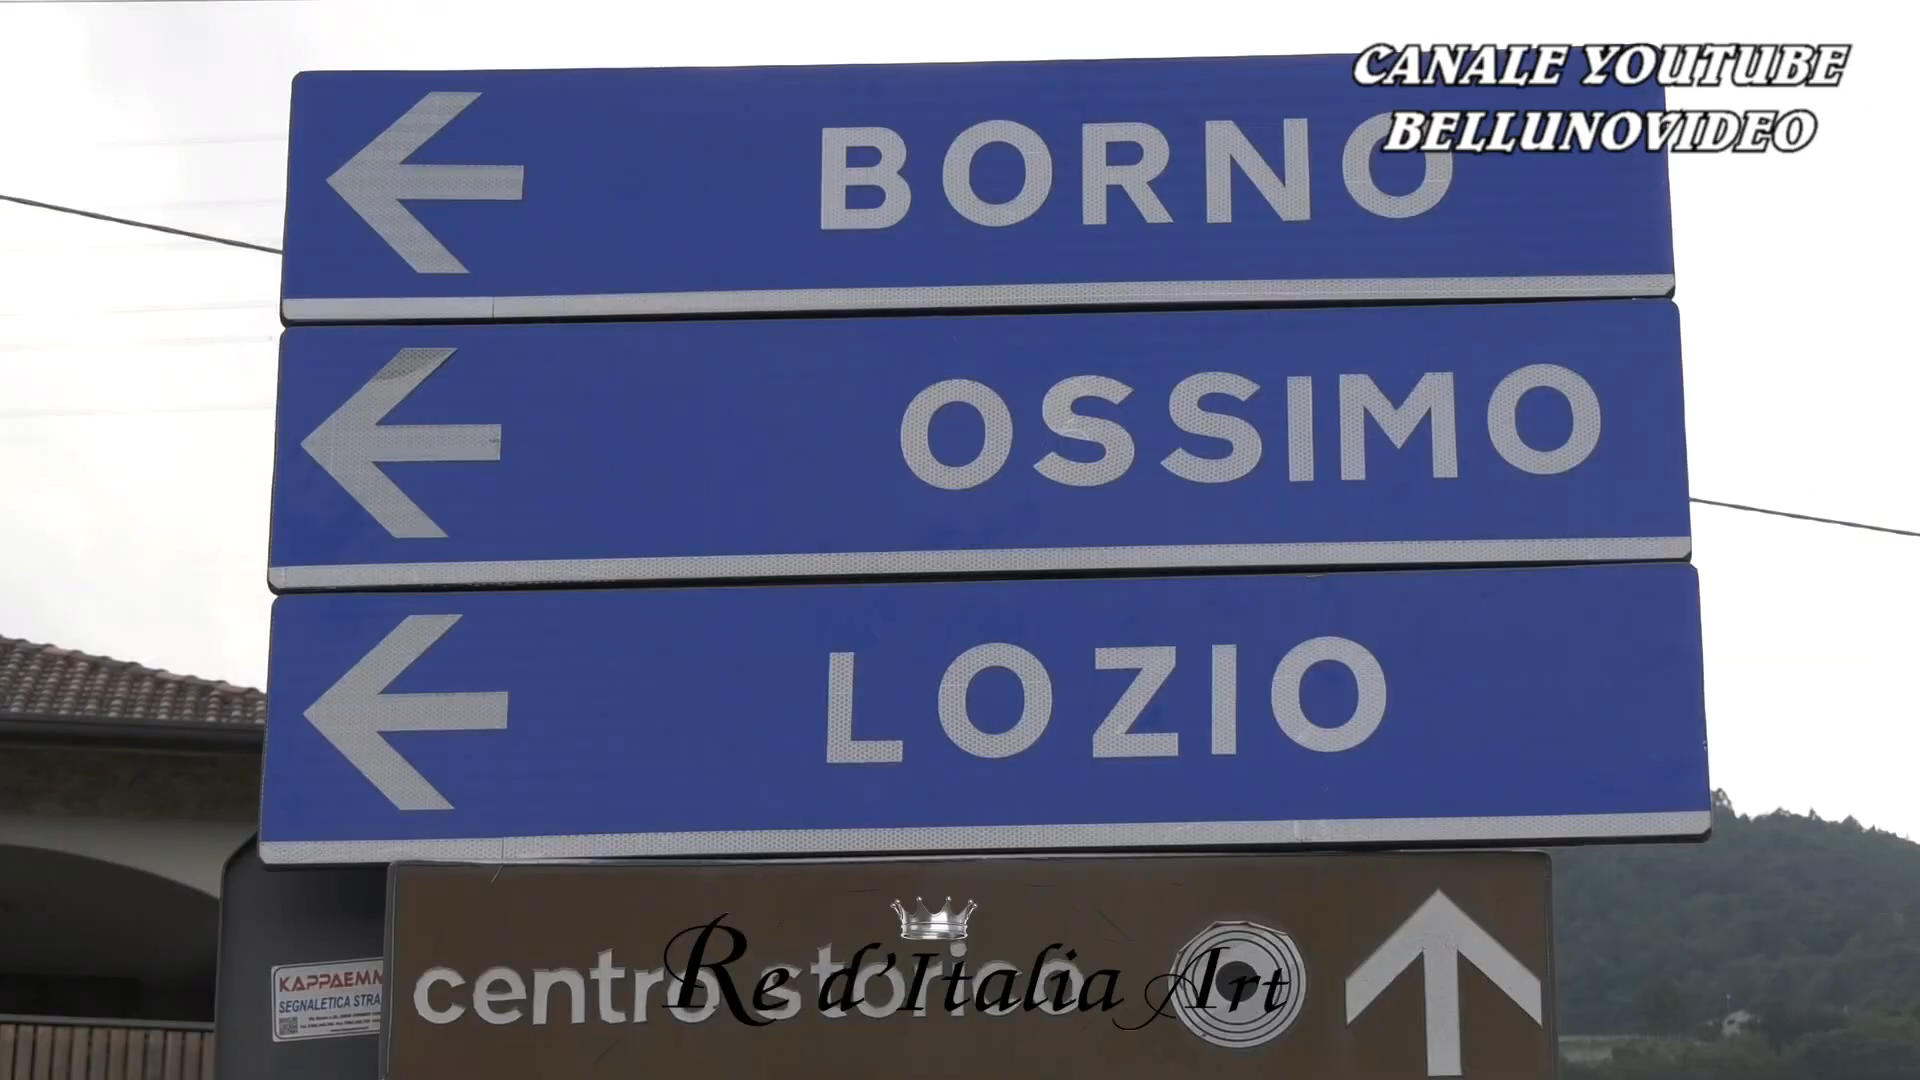 CANALE YOUTUBE
BELLUNOVIDEO
BORNO
OSSIMO
LOZIO
centro storico
Re d'Italia Art
KAPPAEMM
SEGNALETICA STRA